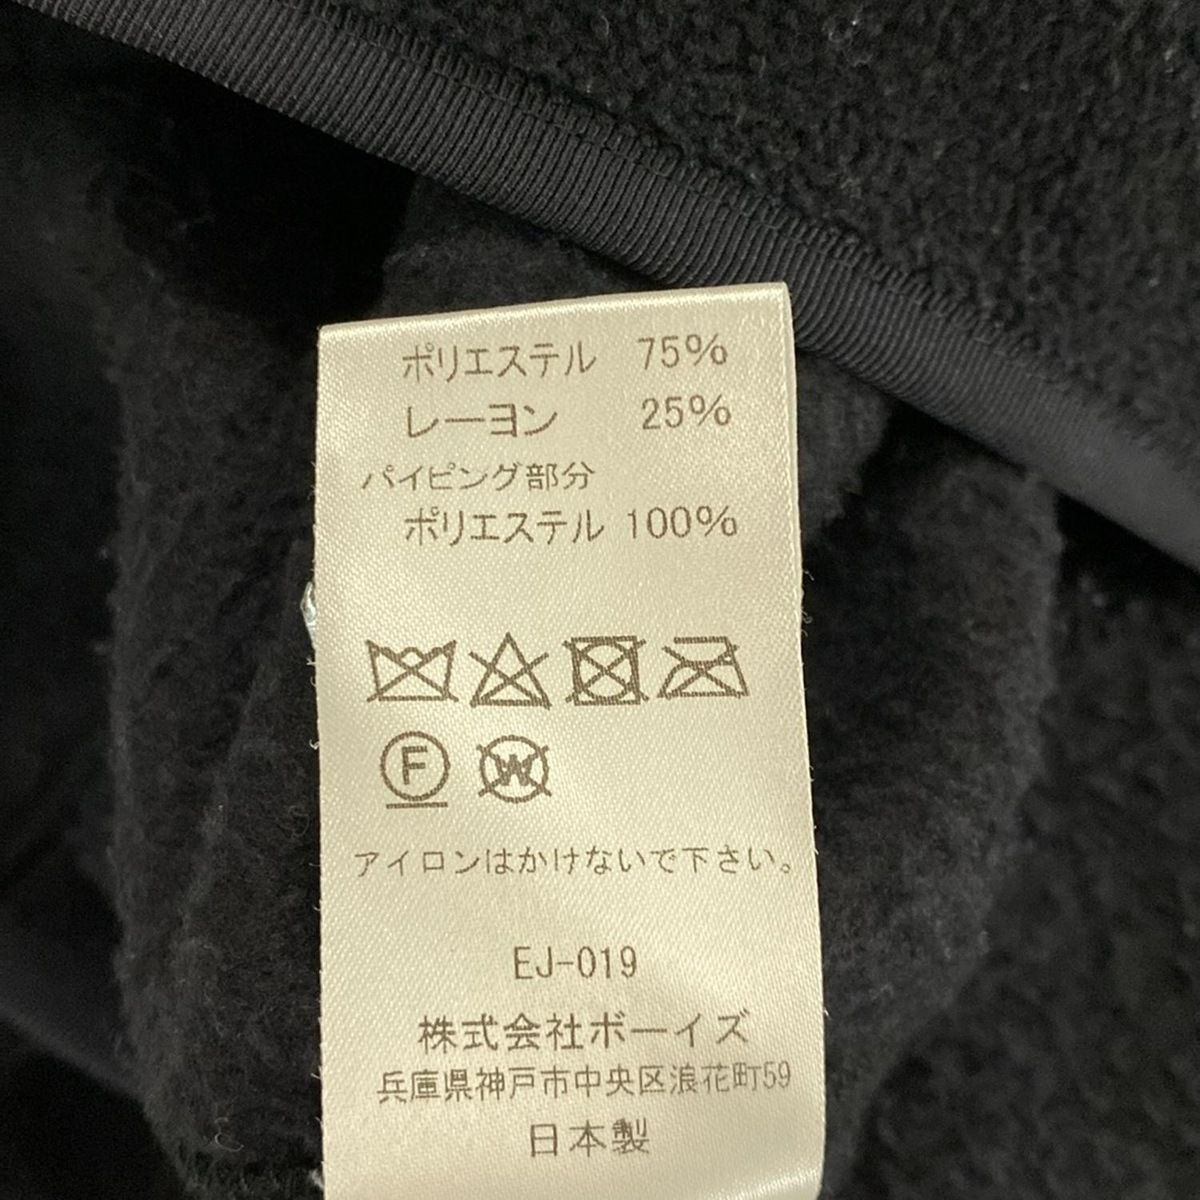 ポリエステル 75%
レーヨン 25%
パイピング部分
ポリエステル 100%
F W
アイロンはかけないで下さい。
EJ-019
株式会社ボーイズ
兵庫県神戸市中央区浪花町59
日本製